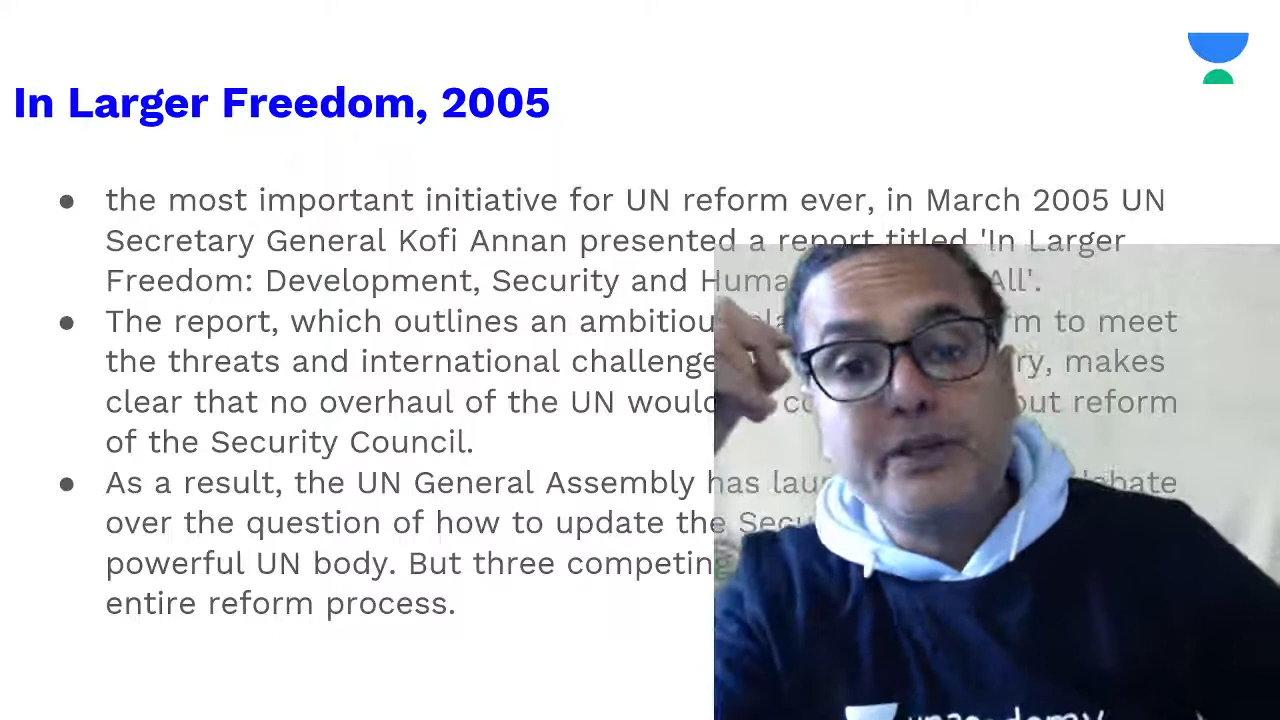 In Larger Freedom, 2005
● the most important initiative for UN reform ever, in March 2005 UN
Secretary General Kofi Annan presented a report titled 'In Larger
Freedom: Development, Security and Huma All'.
● The report, which outlines an ambitiou rm to meet
the threats and international challenge ry, makes
clear that no overhaul of the UN would out reform
of the Security Council.
● As a result, the UN General Assembly has lau debate
over the question of how to update the Secu
powerful UN body. But three competing
entire reform process.
unacademy